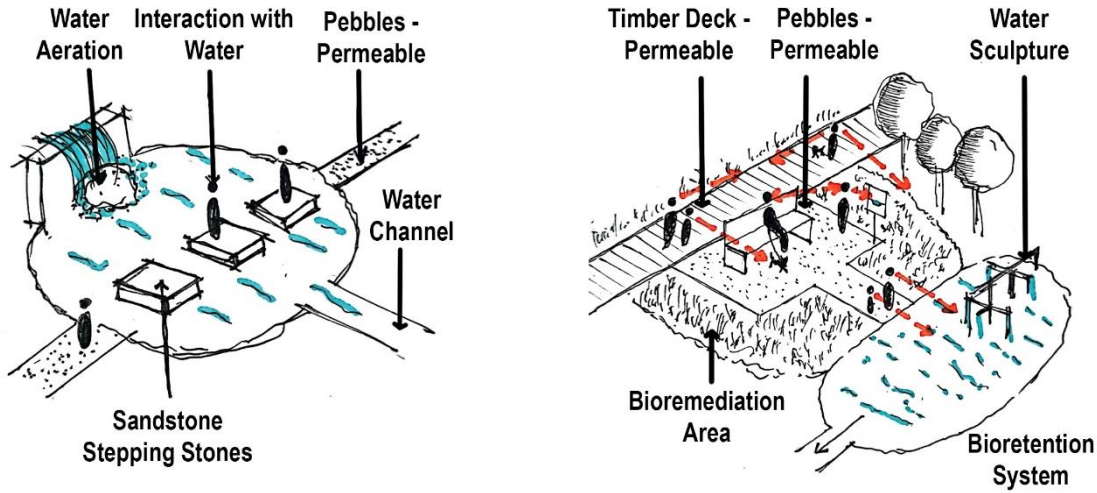 Water
Aeration
Interaction with
Water
Pebbles -
Permeable
Water
Channel
Sandstone
Stepping Stones
Timber Deck -
Permeable
Pebbles -
Permeable
Water
Sculpture
Bioremediation
Area
Bioretention
System